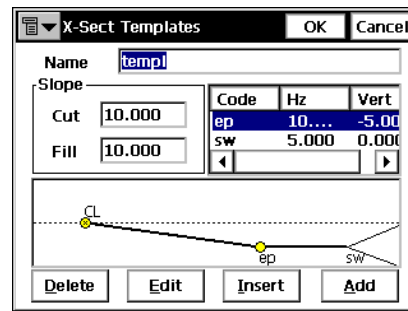 X-Sect Templates OK Cancel
Name templ
Slope
Cut 10.000
Fill 10.000
Code Hz Vert
ep 10.... -5.00
sw 5.000 0.000
CL
ep sw
Delete Edit Insert Add